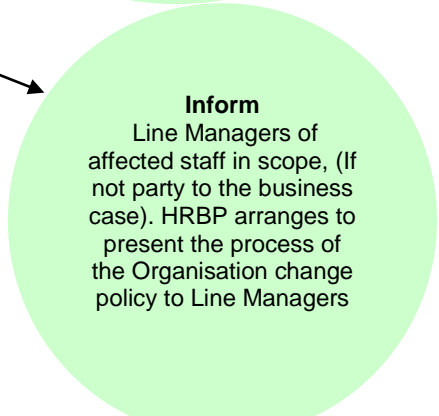 Inform
Line Managers of
affected staff in scope, (If
not party to the business
case). HRBP arranges to
present the process of
the Organisation change
policy to Line Managers